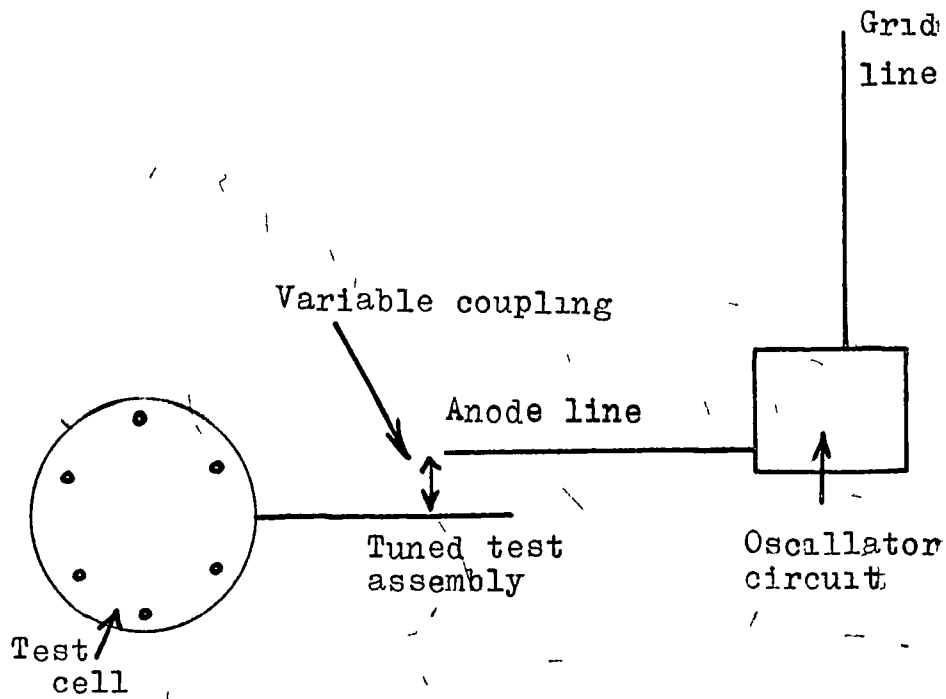 Grid
line
Variable coupling
Anode line
Tuned test
assembly
Oscillator
circuit
Test
cell